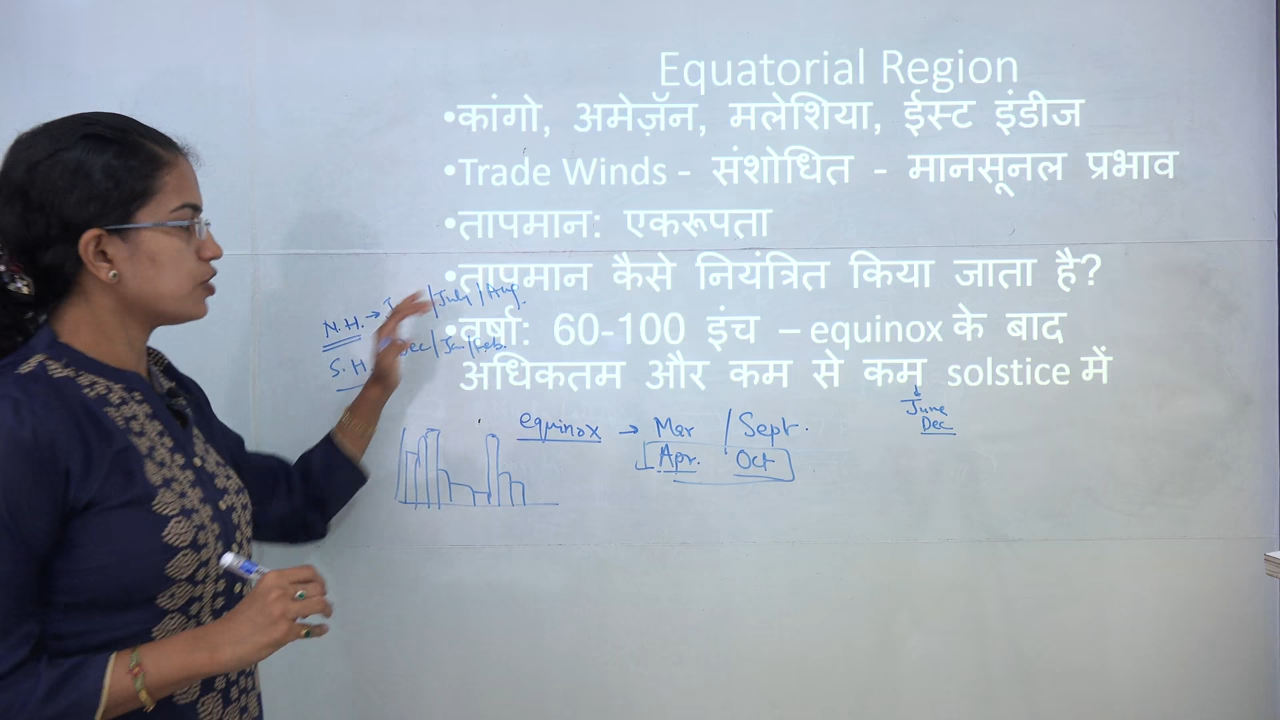 Equatorial Region
•कांगो, अमेज़ॅन, मलेशिया, ईस्ट इंडीज
•Trade Winds - संशोधित - मानसूनल प्रभाव
•तापमान: एकरूपता
•तापमान कैसे नियंत्रित किया जाता है?
N.H. → /July/Aug.
•वर्षा: 60-100 इंच – equinox के बाद
S.H Dec/Jan/Feb.
अधिकतम और कम से कम solstice में
June
Dec
equinox → Mar / Sept.
Apr. Oct